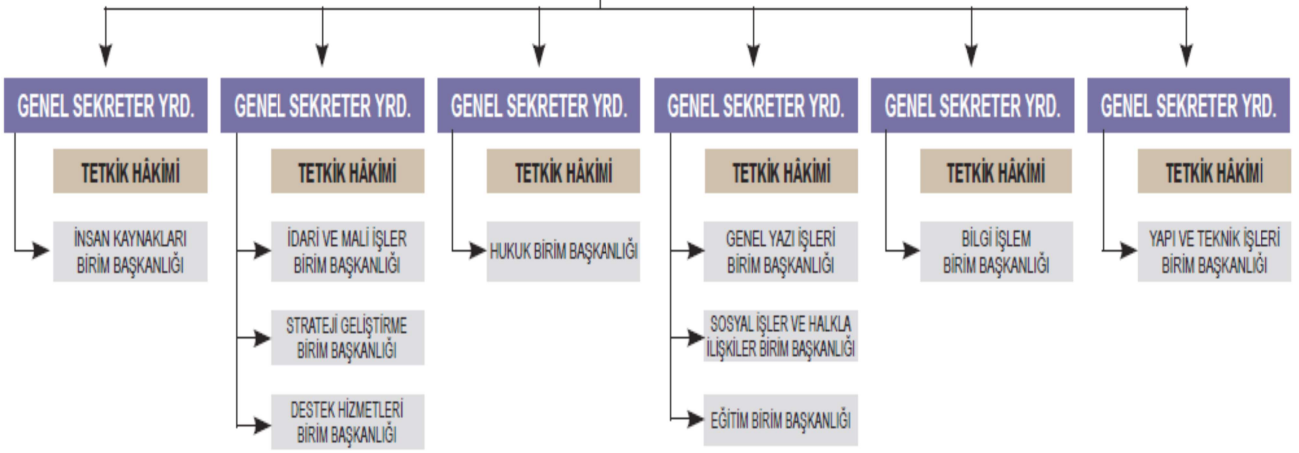 GENEL SEKRETER YRD.
TETKİK HÂKİMİ
İNSAN KAYNAKLARI
BİRİM BAŞKANLIĞI
GENEL SEKRETER YRD.
TETKİK HÂKİMİ
İDARİ VE MALİ İŞLER
BİRİM BAŞKANLIĞI
STRATEJİ GELİŞTİRME
BİRİM BAŞKANLIĞI
DESTEK HİZMETLERİ
BİRİM BAŞKANLIĞI
GENEL SEKRETER YRD.
TETKİK HÂKİMİ
HUKUK BİRİM BAŞKANLIĞI
GENEL SEKRETER YRD.
TETKİK HÂKİMİ
GENEL YAZI İŞLERİ
BİRİM BAŞKANLIĞI
SOSYAL İŞLER VE HALKLA
İLİŞKİLER BİRİM BAŞKANLIĞI
EĞİTİM BİRİM BAŞKANLIĞI
GENEL SEKRETER YRD.
TETKİK HÂKİMİ
BİLGİ İŞLEM
BİRİM BAŞKANLIĞI
GENEL SEKRETER YRD.
TETKİK HÂKİMİ
YAPI VE TEKNİK İŞLERİ
BİRİM BAŞKANLIĞI